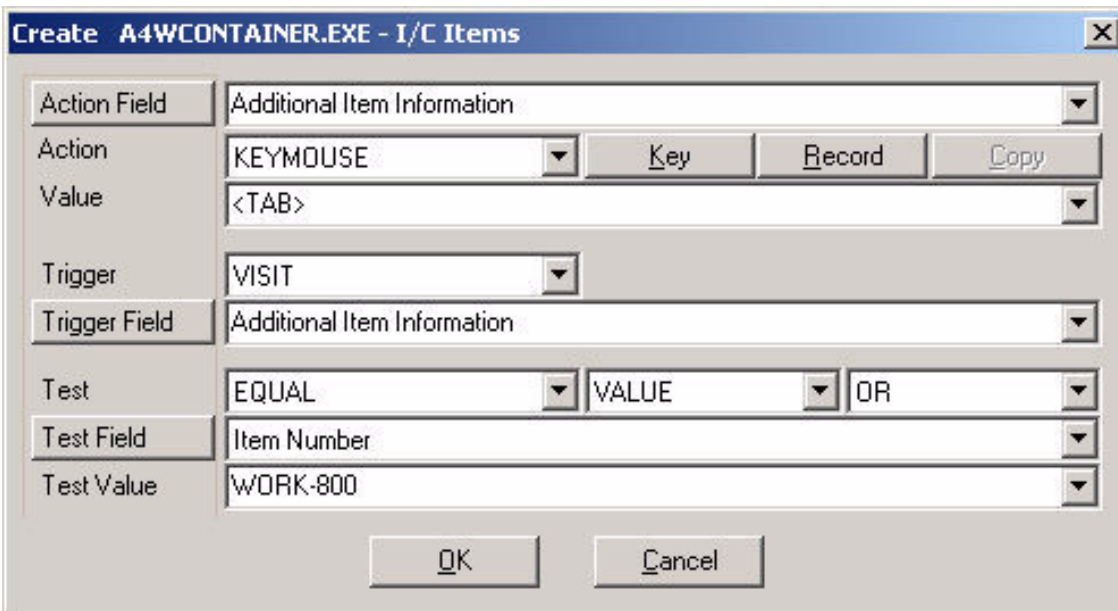 Create A4WCONTAINER.EXE - I/C Items
Action Field Additional Item Information
Action KEYMOUSE Key Record Copy
Value <TAB>
Trigger VISIT
Trigger Field Additional Item Information
Test EQUAL VALUE OR
Test Field Item Number
Test Value WORK-800
OK Cancel